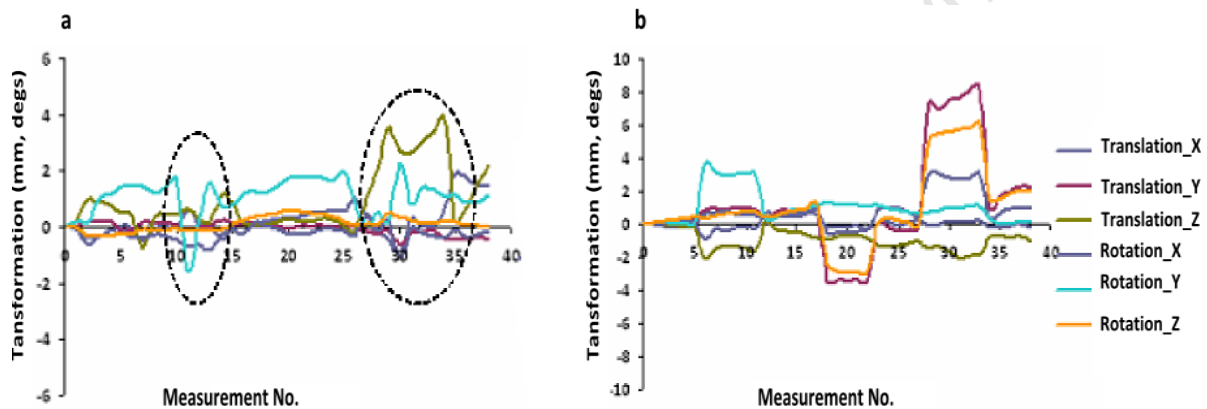 a
b
Tansformation (mm, degs)
6
4
2
0
-2
-4
-6
0 5 10 15 20 25 30 35 40
Measurement No.
Tansformation (mm, degs)
10
8
6
4
2
0
-2
-4
-6
-8
-10
0 5 10 15 20 25 30 35 40
Measurement No.
Translation_X
Translation_Y
Translation_Z
Rotation_X
Rotation_Y
Rotation_Z